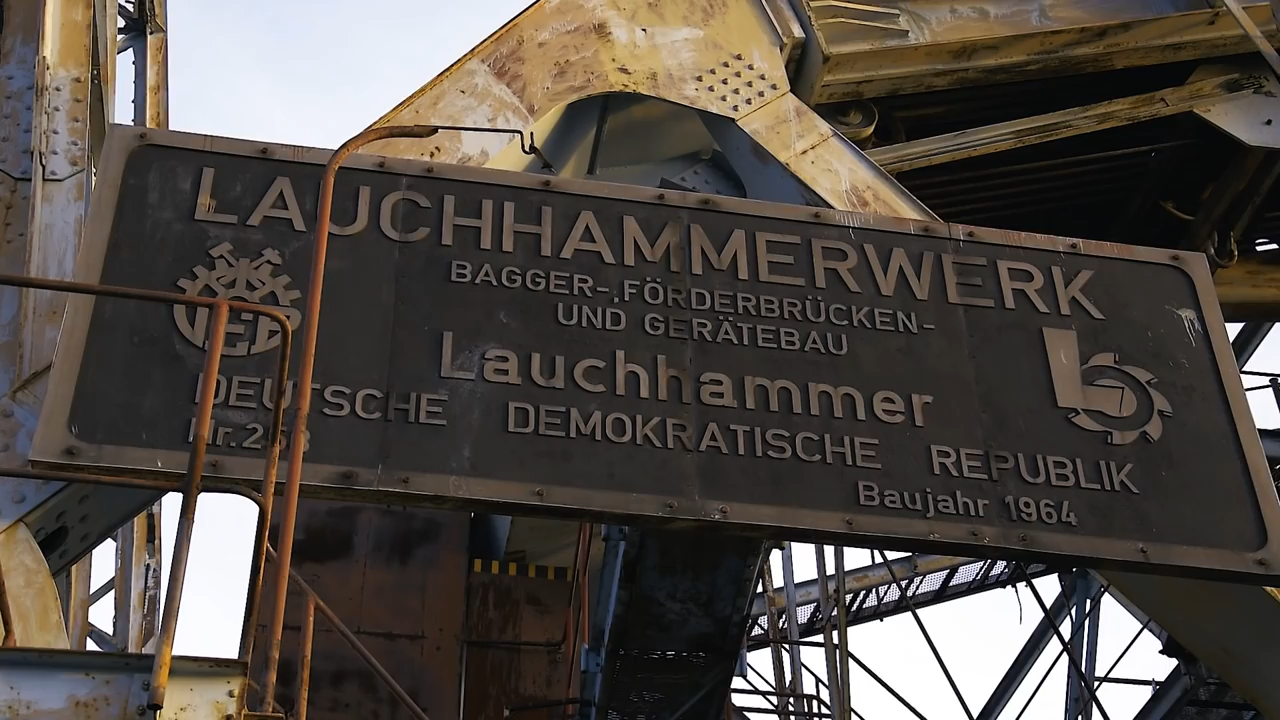 LAUCHHAMMERWERK
BAGGER-,FÖRDERBRÜCKEN-
UND GERÄTEBAU
Lauchhammer
DEUTSCHE DEMOKRATISCHE REPUBLIK
Baujahr 1964